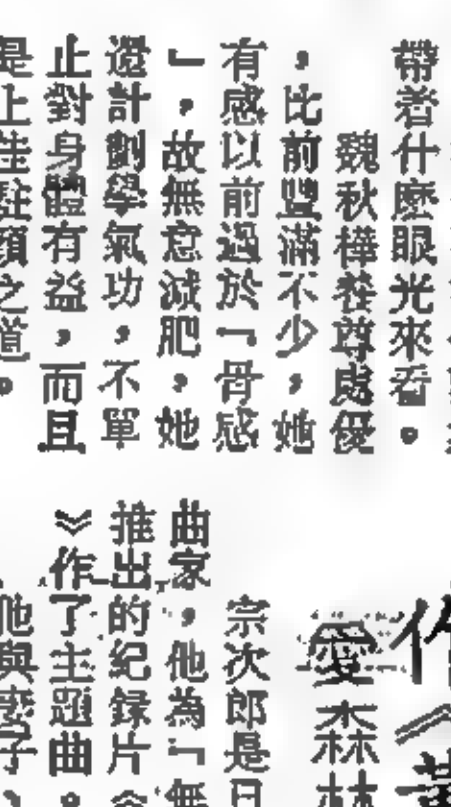 帶者什麼眼光來看。
魏秋樺養尊處優
，比前豐滿不少，她
有感以前過於「骨感
」，故無意減肥，她
還計劃學氣功，不單
止對身體有益，而且
是上佳駐顏之道。
作《
愛森林
宗次郎是日
曲家，他為「無
推出的紀錄片《
》作了主題曲。
他與妻子、